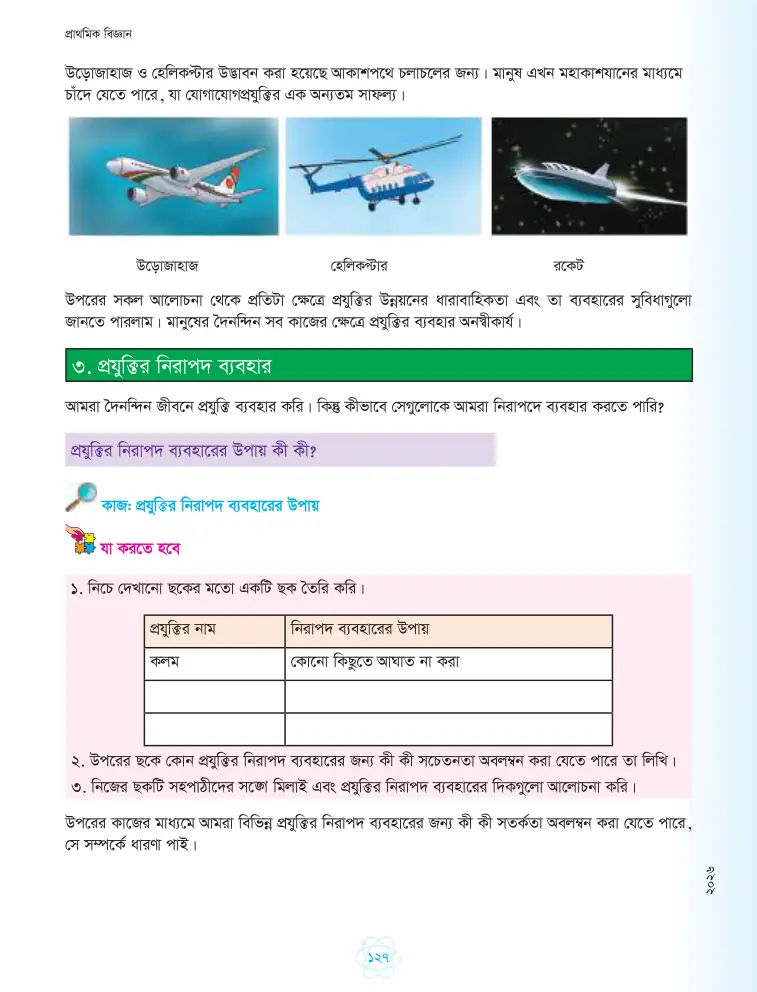 প্রাথমিক বিজ্ঞান
উড়োজাহাজ ও হেলিকপ্টার উদ্ভাবন করা হয়েছে আকাশপথে চলাচলের জন্য। মানুষ এখন মহাকাশযানের মাধ্যমে
চাঁদে যেতে পারে, যা যোগাযোগপ্রযুক্তির এক অন্যতম সাফল্য।
উড়োজাহাজ হেলিকপ্টার রকেট
উপরের সকল আলোচনা থেকে প্রতিটা ক্ষেত্রে প্রযুক্তির উন্নয়নের ধারাবাহিকতা এবং তা ব্যবহারের সুবিধাগুলো
জানতে পারলাম। মানুষের দৈনন্দিন সব কাজের ক্ষেত্রে প্রযুক্তির ব্যবহার অনস্বীকার্য।
৩. প্রযুক্তির নিরাপদ ব্যবহার
আমরা দৈনন্দিন জীবনে প্রযুক্তি ব্যবহার করি। কিন্তু কীভাবে সেগুলোকে আমরা নিরাপদে ব্যবহার করতে পারি?
প্রযুক্তির নিরাপদ ব্যবহারের উপায় কী কী?
কাজ: প্রযুক্তির নিরাপদ ব্যবহারের উপায়
যা করতে হবে
১. নিচে দেখানো ছকের মতো একটি ছক তৈরি করি।
প্রযুক্তির নাম নিরাপদ ব্যবহারের উপায়
কলম কোনো কিছুতে আঘাত না করা
২. উপরের ছকে কোন প্রযুক্তির নিরাপদ ব্যবহারের জন্য কী কী সচেতনতা অবলম্বন করা যেতে পারে তা লিখি।
৩. নিজের ছকটি সহপাঠীদের সঙ্গে মিলাই এবং প্রযুক্তির নিরাপদ ব্যবহারের দিকগুলো আলোচনা করি।
উপরের কাজের মাধ্যমে আমরা বিভিন্ন প্রযুক্তির নিরাপদ ব্যবহারের জন্য কী কী সতর্কতা অবলম্বন করা যেতে পারে,
সে সম্পর্কে ধারণা পাই।
২০২৬
১২৭